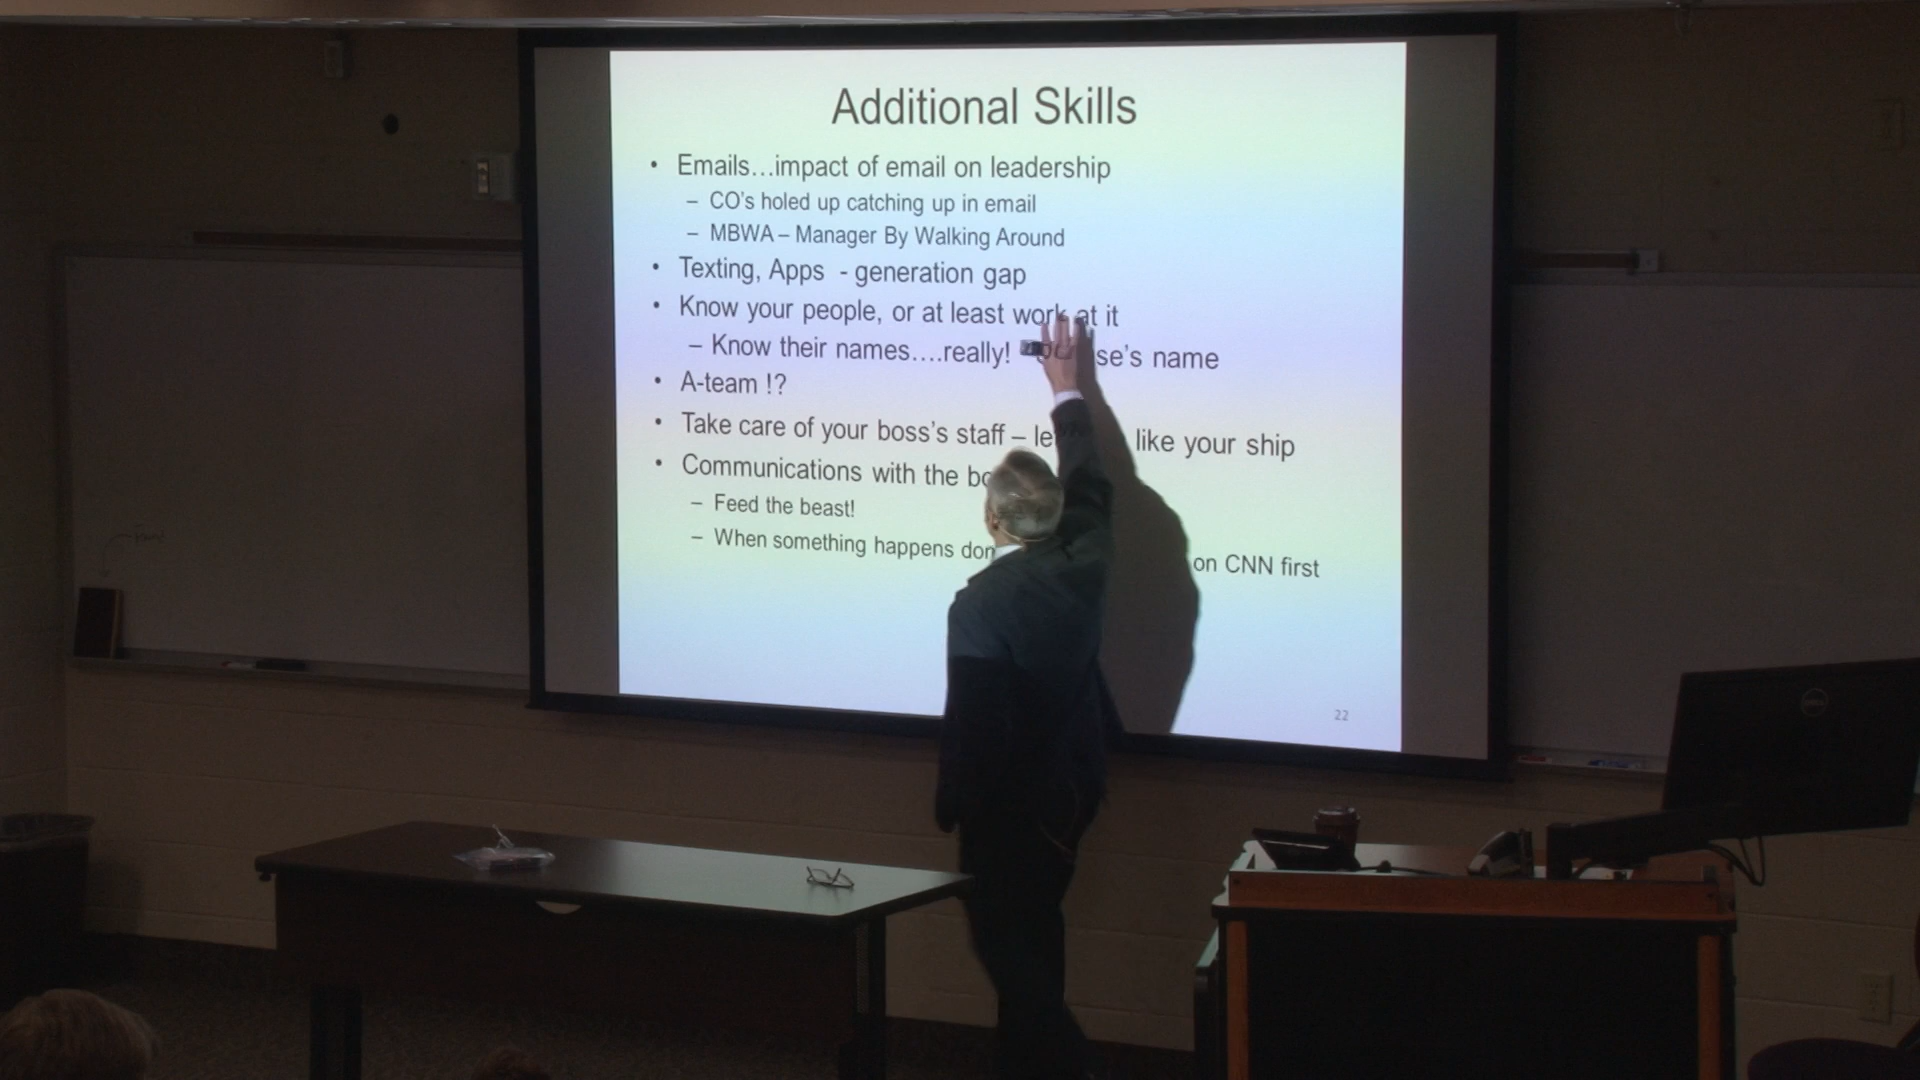 Additional Skills
• Emails…impact of email on leadership
– CO's holed up catching up in email
– MBWA – Manager By Walking Around
• Texting, Apps - generation gap
• Know your people, or at least work at it
– Know their names….really! se's name
• A-team !?
• Take care of your boss's staff – like your ship
• Communications with the
– Feed the beast!
– When something happens on CNN first
22
DELL